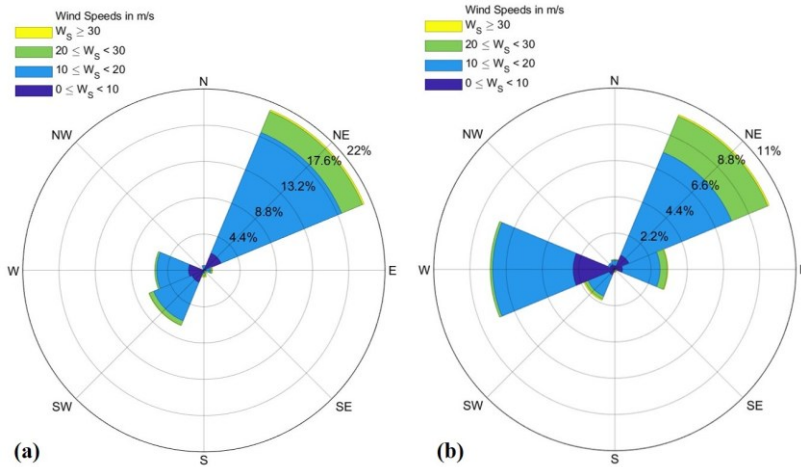 Wind Speeds in m/s
W_S ≥ 30
20 ≤ W_S < 30
10 ≤ W_S < 20
0 ≤ W_S < 10
N
NW
NE
22%
17.6%
13.2%
8.8%
4.4%
W
E
SW
SE
S
(a)
Wind Speeds in m/s
W_S ≥ 30
20 ≤ W_S < 30
10 ≤ W_S < 20
0 ≤ W_S < 10
N
NW
NE
11%
8.8%
6.6%
4.4%
2.2%
W
SW
SE
S
(b)